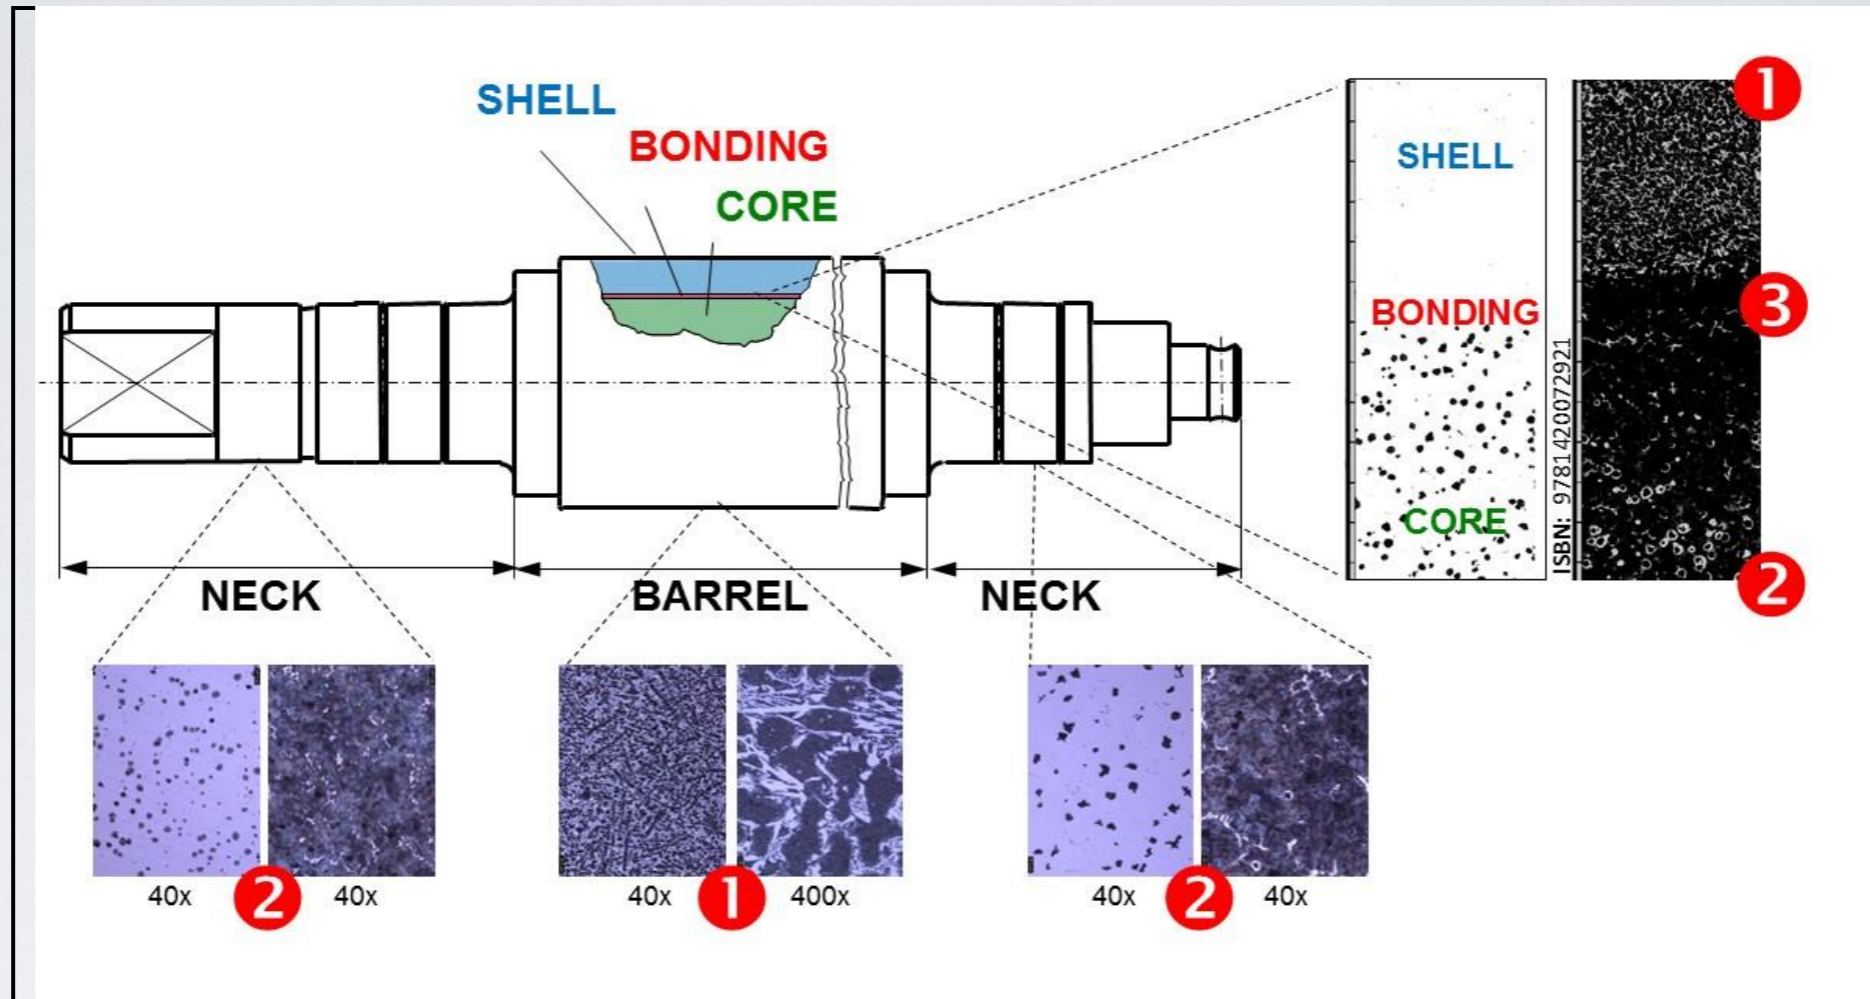 SHELL
BONDING
CORE
SHELL
BONDING
CORE
ISBN: 9781420072921
1
3
2
NECK
BARREL
NECK
40x
2
40x
40x
1
400x
40x
2
40x